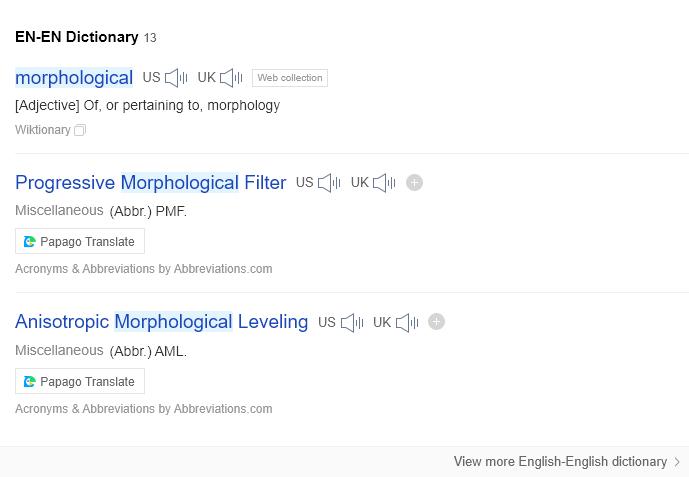 EN-EN Dictionary 13
morphological US UK Web collection
[Adjective] Of, or pertaining to, morphology
Wiktionary
Progressive Morphological Filter US UK
Miscellaneous (Abbr.) PMF.
Papago Translate
Acronyms & Abbreviations by Abbreviations.com
Anisotropic Morphological Leveling US UK
Miscellaneous (Abbr.) AML.
Papago Translate
Acronyms & Abbreviations by Abbreviations.com
View more English-English dictionary